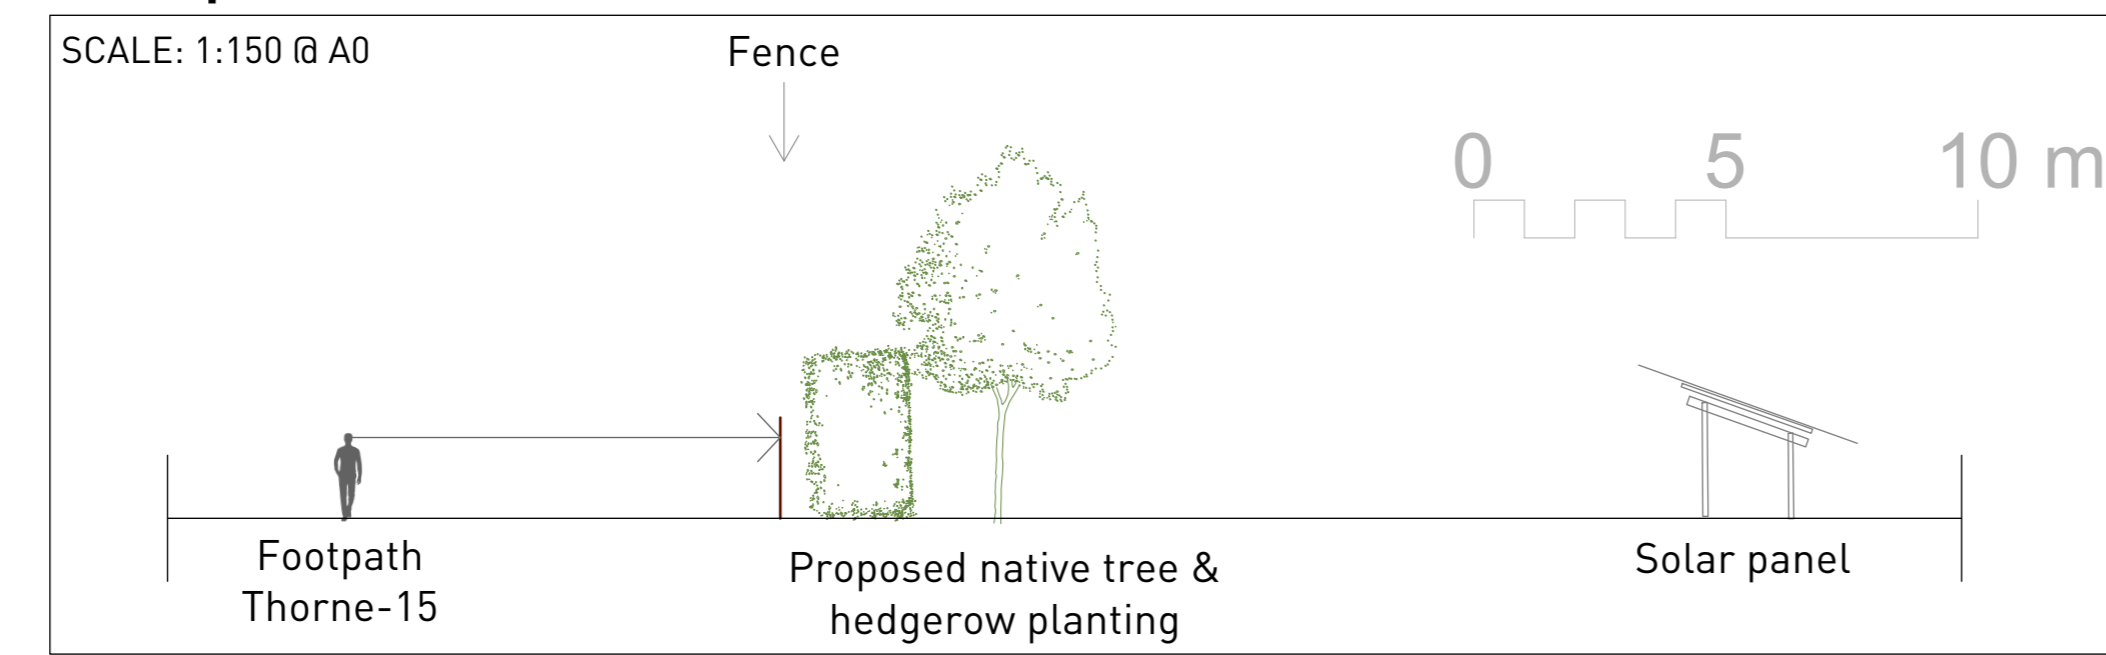 SCALE: 1:150 @ A0
Fence
0 5 10 m
Footpath
Thorne-15
Proposed native tree &
hedgerow planting
Solar panel